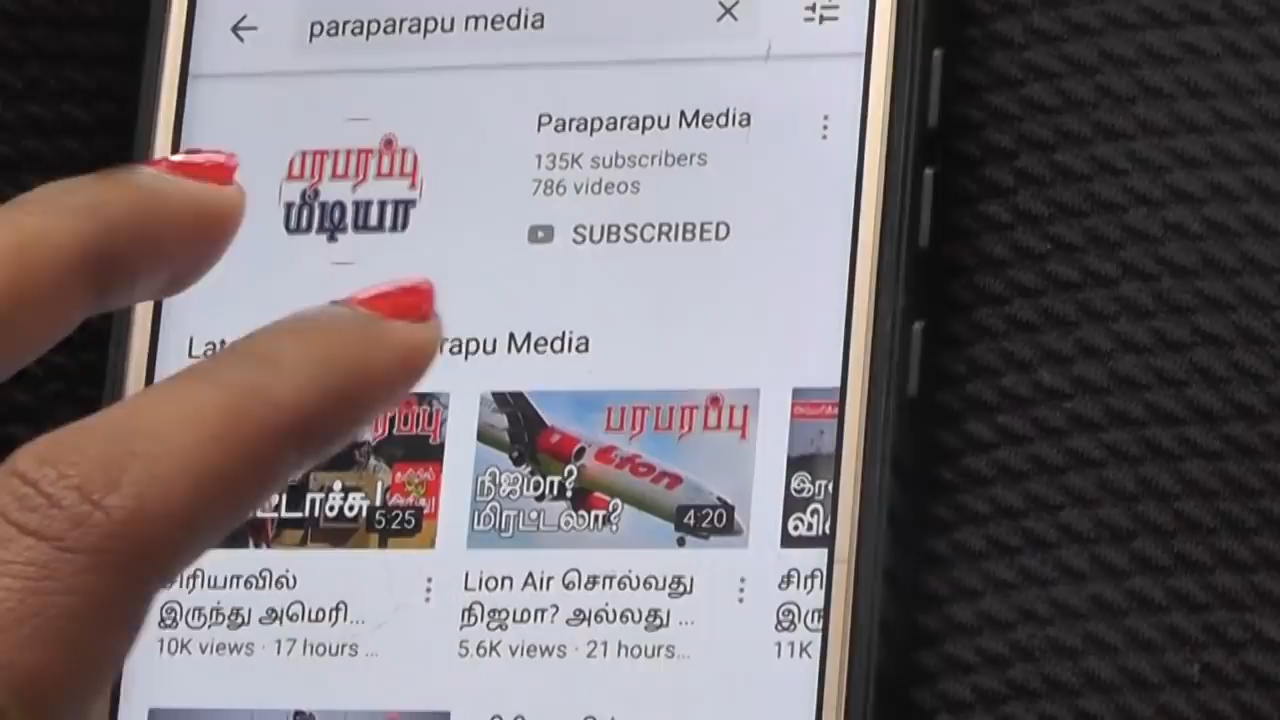 paraparapu media
பரபரப்பு
மீடியா
Paraparapu Media
135K subscribers
786 videos
SUBSCRIBED
rapu Media
பரபரப்பு
5:25
பரபரப்பு
Lion
நிஜமா?
மிரட்டலா?
4:20
சிரியாவில்
இருந்து அமெரி...
10K views · 17 hours ...
Lion Air சொல்வது
நிஜமா? அல்லது ...
5.6K views · 21 hours...
சிரி
இரு
11K